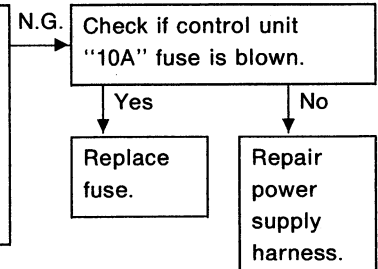 N.G.
Check if control unit
“10A” fuse is blown.
Yes
No
Replace
fuse.
Repair
power
supply
harness.